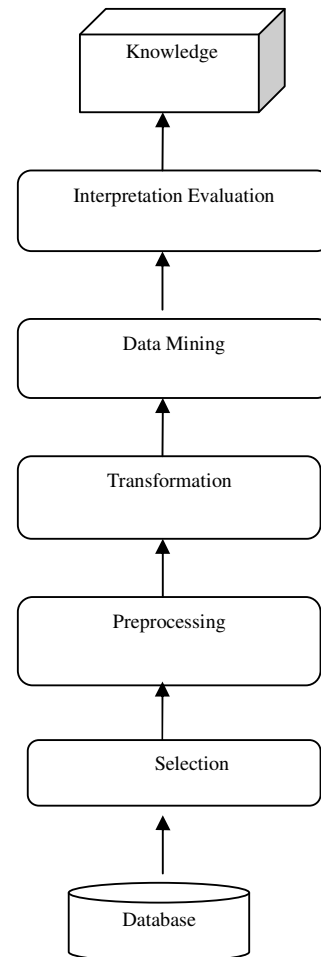 Knowledge
Interpretation Evaluation
Data Mining
Transformation
Preprocessing
Selection
Database